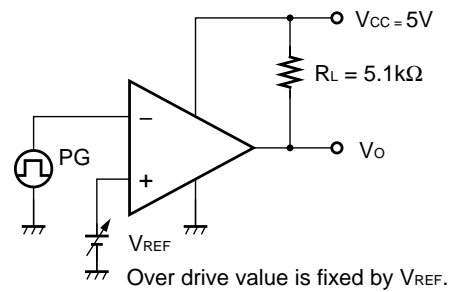 VCC = 5V
RL = 5.1kΩ
−
PG
VO
+
VREF
Over drive value is fixed by VREF.